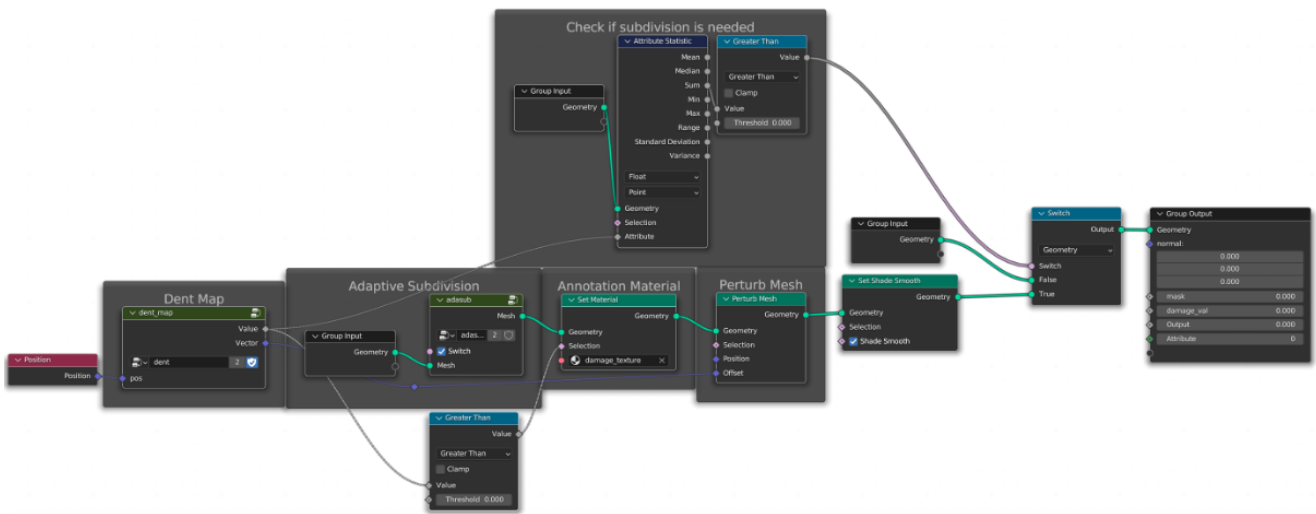 Check if subdivision is needed
Attribute Statistic
Mean
Median
Sum
Min
Max
Range
Standard Deviation
Variance
Float
Point
Geometry
Selection
Attribute
Greater Than
Value
Greater Than
Clamp
Value
Threshold 0.000
Group Input
Geometry
Dent Map
dent_map
Value
Vector
dent 2
pos
Position
Position
Adaptive Subdivision
Group Input
Geometry
adasub
Mesh
adas... 2
Switch
Mesh
Annotation Material
Set Material
Geometry
Geometry
Selection
damage_texture
Perturb Mesh
Perturb Mesh
Geometry
Geometry
Selection
Position
Offset
Greater Than
Value
Greater Than
Clamp
Value
Threshold 0.000
Group Input
Geometry
Set Shade Smooth
Geometry
Geometry
Selection
Shade Smooth
Switch
Output
Geometry
Switch
False
True
Group Output
Geometry
normal:
0.000
0.000
0.000
mask 0.000
damage_val 0.000
Output 0.000
Attribute 0